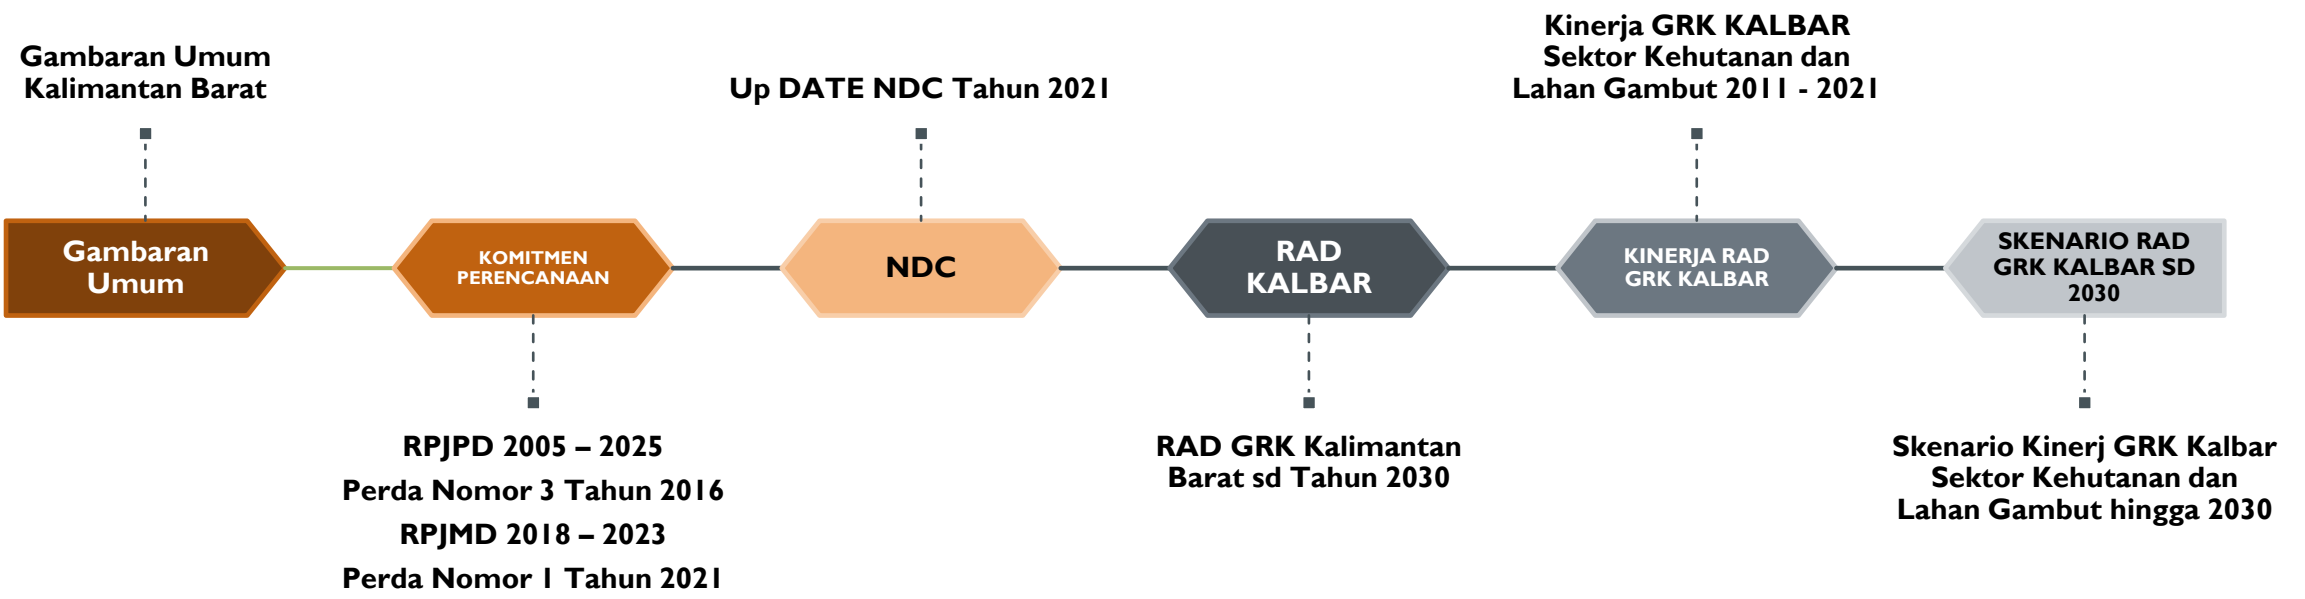 Gambaran Umum
Kalimantan Barat
Gambaran
Umum
KOMITMEN
PERENCANAAN
RPJPD 2005 – 2025
Perda Nomor 3 Tahun 2016
RPJMD 2018 – 2023
Perda Nomor 1 Tahun 2021
Up DATE NDC Tahun 2021
NDC
RAD
KALBAR
RAD GRK Kalimantan
Barat sd Tahun 2030
Kinerja GRK KALBAR
Sektor Kehutanan dan
Lahan Gambut 2011 - 2021
KINERJA RAD
GRK KALBAR
SKENARIO RAD
GRK KALBAR SD
2030
Skenario Kinerj GRK Kalbar
Sektor Kehutanan dan
Lahan Gambut hingga 2030